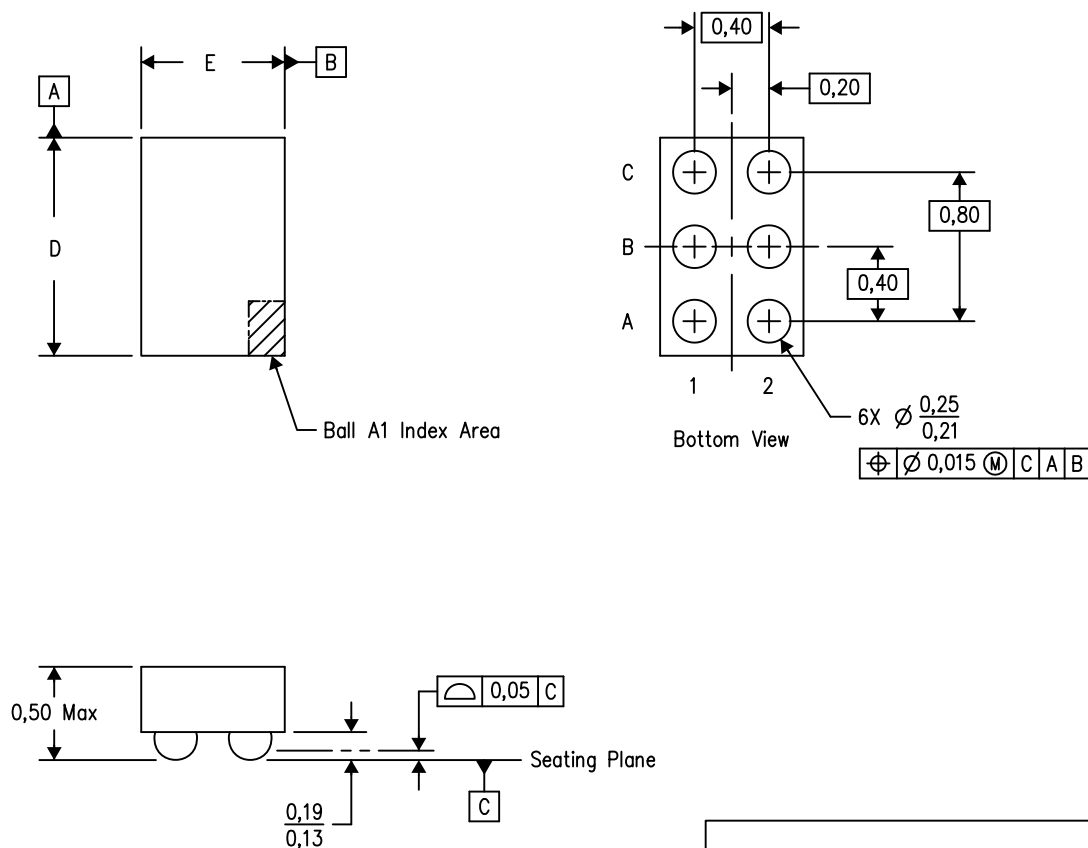 0,40
E
B
A
0,20
C
0,80
D
B
0,40
A
1 2
6X Ø 0,25
0,21
Ball A1 Index Area
Bottom View
⌖ Ø 0,015 Ⓜ C A B
0,05 C
0,50 Max
Seating Plane
C
0,19
0,13